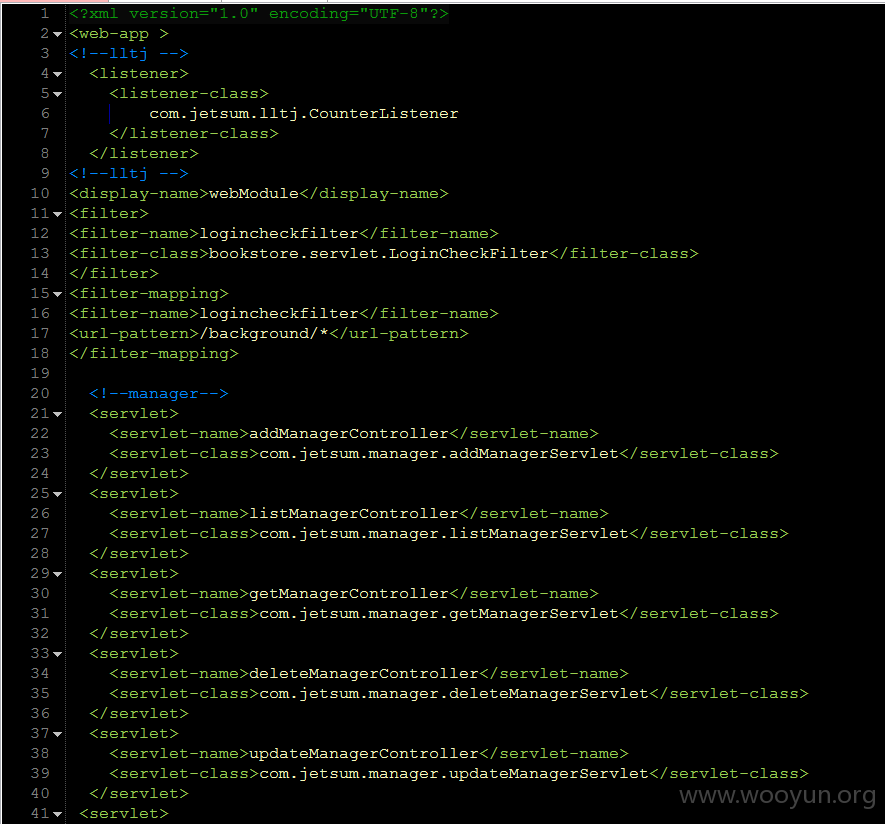 1 <?xml version="1.0" encoding="UTF-8"?>
2 <web-app >
3 <!--lltj -->
4 <listener>
5 <listener-class>
6 com.jetsum.lltj.CounterListener
7 </listener-class>
8 </listener>
9 <!--lltj -->
10 <display-name>webModule</display-name>
11 <filter>
12 <filter-name>logincheckfilter</filter-name>
13 <filter-class>bookstore.servlet.LoginCheckFilter</filter-class>
14 </filter>
15 <filter-mapping>
16 <filter-name>logincheckfilter</filter-name>
17 <url-pattern>/background/*</url-pattern>
18 </filter-mapping>
19
20 <!--manager-->
21 <servlet>
22 <servlet-name>addManagerController</servlet-name>
23 <servlet-class>com.jetsum.manager.addManagerServlet</servlet-class>
24 </servlet>
25 <servlet>
26 <servlet-name>listManagerController</servlet-name>
27 <servlet-class>com.jetsum.manager.listManagerServlet</servlet-class>
28 </servlet>
29 <servlet>
30 <servlet-name>getManagerController</servlet-name>
31 <servlet-class>com.jetsum.manager.getManagerServlet</servlet-class>
32 </servlet>
33 <servlet>
34 <servlet-name>deleteManagerController</servlet-name>
35 <servlet-class>com.jetsum.manager.deleteManagerServlet</servlet-class>
36 </servlet>
37 <servlet>
38 <servlet-name>updateManagerController</servlet-name>
39 <servlet-class>com.jetsum.manager.updateManagerServlet</servlet-class>
40 </servlet>
41 <servlet>
www.wooyun.org